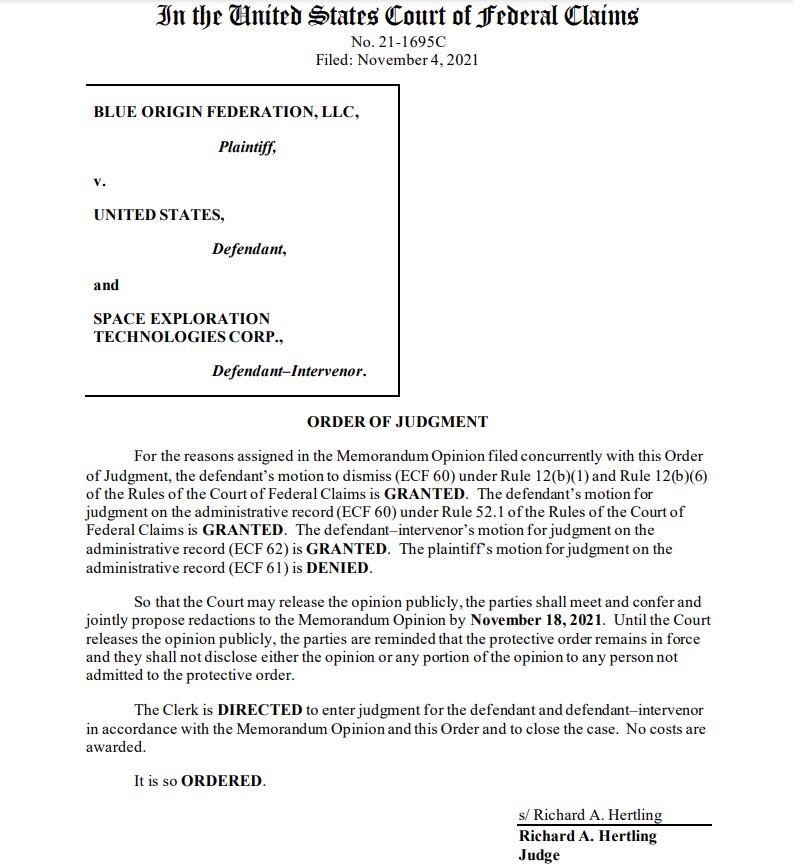 In the United States Court of Federal Claims
No. 21-1695C
Filed: November 4, 2021
BLUE ORIGIN FEDERATION, LLC,
Plaintiff,
v.
UNITED STATES,
Defendant,
and
SPACE EXPLORATION
TECHNOLOGIES CORP.,
Defendant–Intervenor.
ORDER OF JUDGMENT
For the reasons assigned in the Memorandum Opinion filed concurrently with this Order
of Judgment, the defendant’s motion to dismiss (ECF 60) under Rule 12(b)(1) and Rule 12(b)(6)
of the Rules of the Court of Federal Claims is GRANTED. The defendant’s motion for
judgment on the administrative record (ECF 60) under Rule 52.1 of the Rules of the Court of
Federal Claims is GRANTED. The defendant–intervenor’s motion for judgment on the
administrative record (ECF 62) is GRANTED. The plaintiff’s motion for judgment on the
administrative record (ECF 61) is DENIED.
So that the Court may release the opinion publicly, the parties shall meet and confer and
jointly propose redactions to the Memorandum Opinion by November 18, 2021. Until the Court
releases the opinion publicly, the parties are reminded that the protective order remains in force
and they shall not disclose either the opinion or any portion of the opinion to any person not
admitted to the protective order.
The Clerk is DIRECTED to enter judgment for the defendant and defendant–intervenor
in accordance with the Memorandum Opinion and this Order and to close the case. No costs are
awarded.
It is so ORDERED.
s/ Richard A. Hertling
Richard A. Hertling
Judge